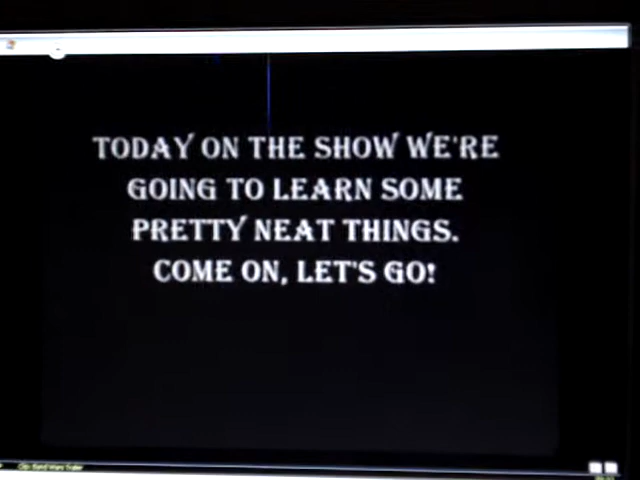 TODAY ON THE SHOW WE'RE
GOING TO LEARN SOME
PRETTY NEAT THINGS.
COME ON, LET'S GO!